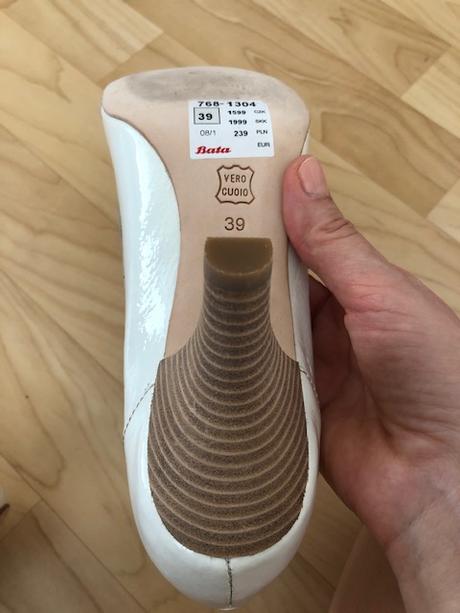 768-1304
39 1599 CZK
1999 SKK
08/1 239 PLN
Bata EUR
VERO
CUOIO
39